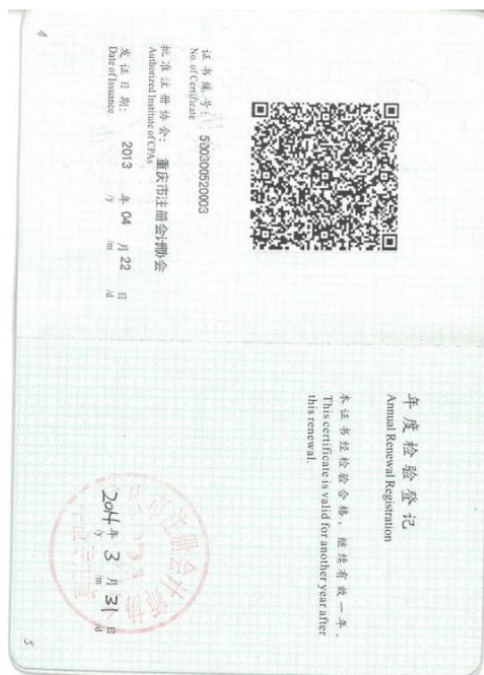 证书编号:
No. of Certificate
500300520003
批准注册协会: 重庆市注册会计师协会
Authorized Institute of CPAs
发证日期: 2013 年 04 月 22 日
Date of Issuance /y /m /d
4
年度检验登记
Annual Renewal Registration
本证书经检验合格,继续有效一年。
This certificate is valid for another year after
this renewal.
2014 年 3 月 31 日
/y /m /d
5